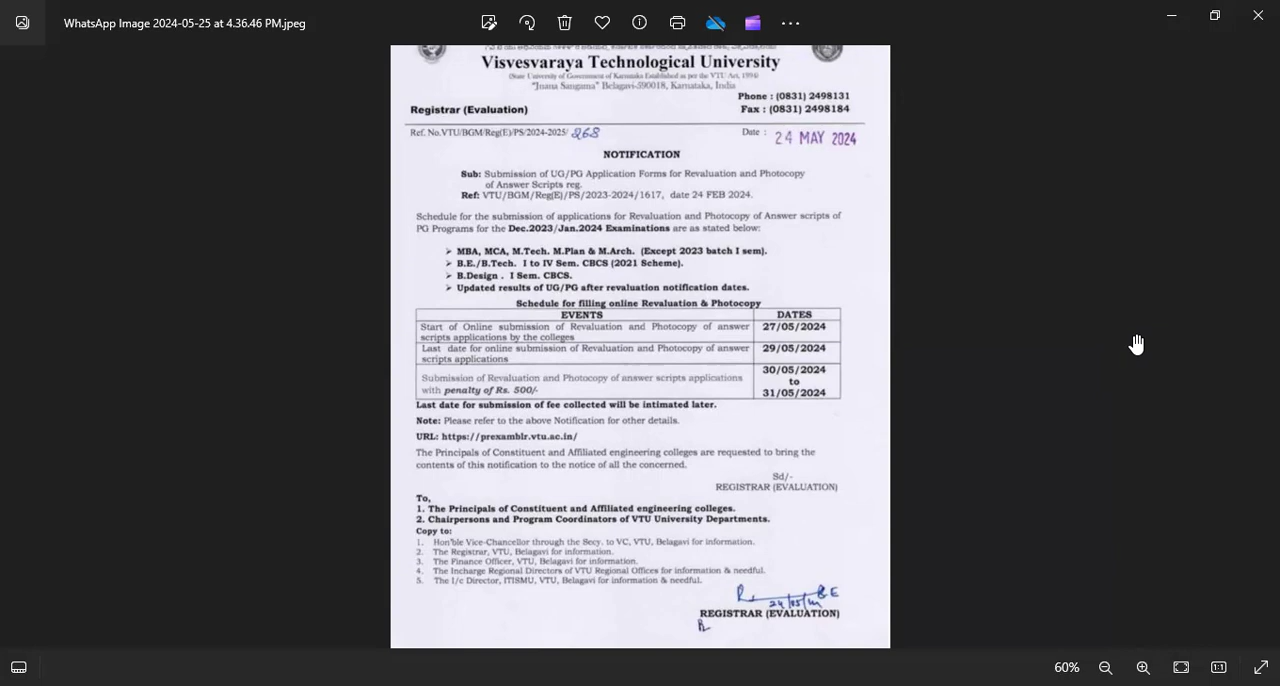 WhatsApp Image 2024-05-25 at 4.36.46 PM.jpeg
Visvesvaraya Technological University
(State University of Government of Karnataka Established as per the VTU Act, 1994)
"Jnana Sangama" Belagavi-590018, Karnataka, India
Phone : (0831) 2498131
Registrar (Evaluation)
Fax : (0831) 2498184
Ref. No.VTU/BGM/Reg(E)/PS/2024-2025/ 268
Date : 24 MAY 2024
NOTIFICATION
Sub: Submission of UG/PG Application Forms for Revaluation and Photocopy
of Answer Scripts reg.
Ref: VTU/BGM/Reg(E)/PS/2023-2024/1617, date 24 FEB 2024.
Schedule for the submission of applications for Revaluation and Photocopy of Answer scripts of
PG Programs for the Dec.2023/Jan.2024 Examinations are as stated below:
➢ MBA, MCA, M.Tech. M.Plan & M.Arch. (Except 2023 batch I sem).
➢ B.E./B.Tech. I to IV Sem. CBCS (2021 Scheme).
➢ B.Design . I Sem. CBCS.
➢ Updated results of UG/PG after revaluation notification dates.
Schedule for filling online Revaluation & Photocopy
EVENTS DATES
Start of Online submission of Revaluation and Photocopy of answer
scripts applications by the colleges
27/05/2024
Last date for online submission of Revaluation and Photocopy of answer
scripts applications
29/05/2024
Submission of Revaluation and Photocopy of answer scripts applications
with penalty of Rs. 500/-
30/05/2024
to
31/05/2024
Last date for submission of fee collected will be intimated later.
Note: Please refer to the above Notification for other details.
URL: https://prexamblr.vtu.ac.in/
The Principals of Constituent and Affiliated engineering colleges are requested to bring the
contents of this notification to the notice of all the concerned.
Sd/-
REGISTRAR (EVALUATION)
To,
1. The Principals of Constituent and Affiliated engineering colleges.
2. Chairpersons and Program Coordinators of VTU University Departments.
Copy to:
1. Hon'ble Vice-Chancellor through the Secy. to VC, VTU, Belagavi for information.
2. The Registrar, VTU, Belagavi for information.
3. The Finance Officer, VTU, Belagavi for information.
4. The Incharge Regional Directors of VTU Regional Offices for information & needful.
5. The I/c Director, ITISMU, VTU, Belagavi for information & needful.
REGISTRAR (EVALUATION)
60%